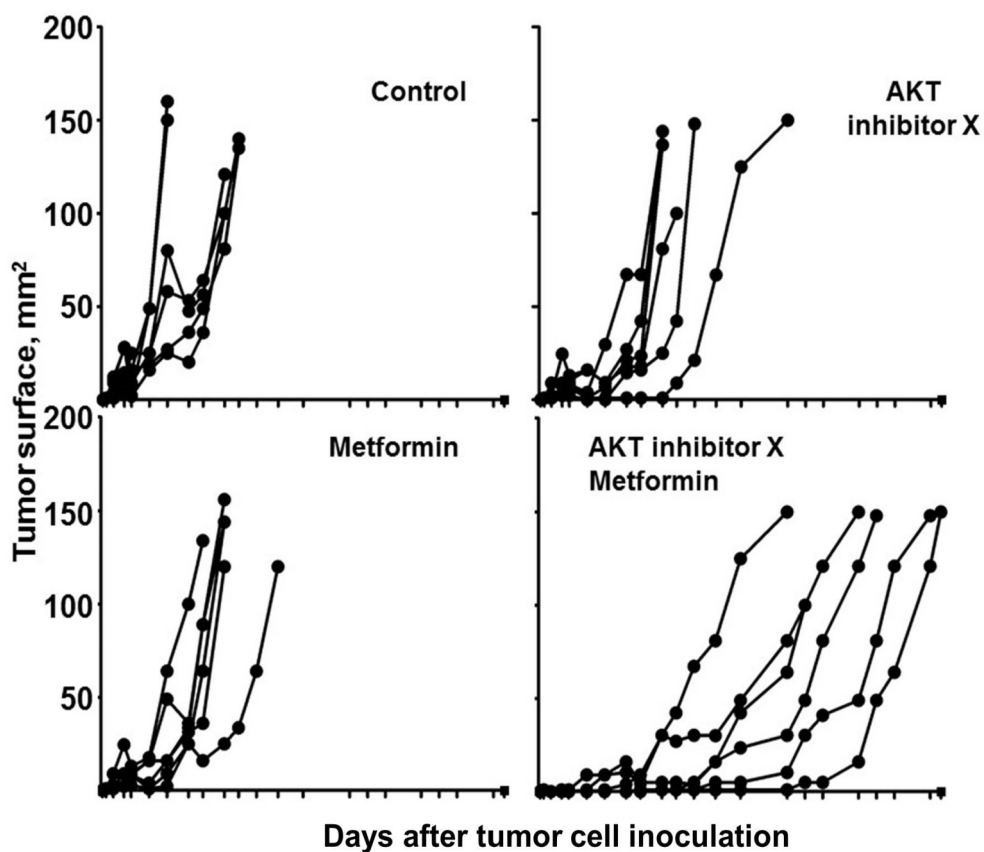 200
150
100
50
Control
AKT
inhibitor X
Tumor surface, mm²
200
150
100
50
Metformin
AKT inhibitor X
Metformin
Days after tumor cell inoculation